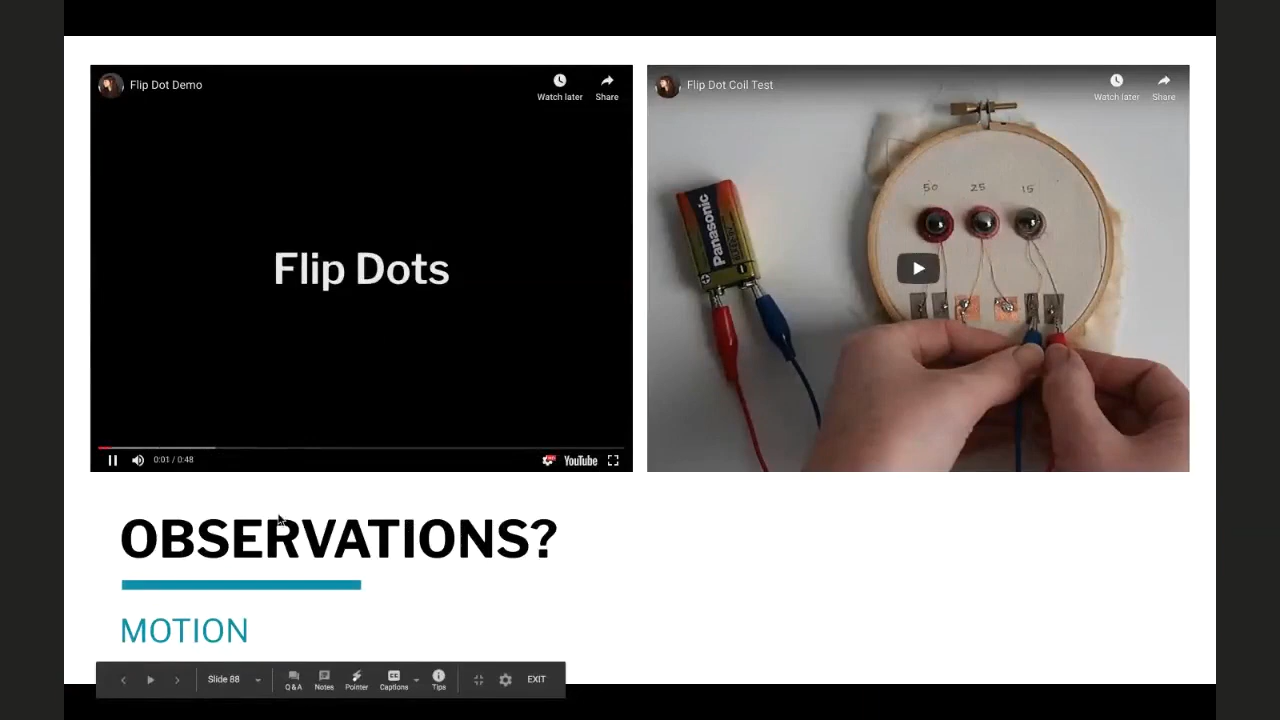 Flip Dot Demo
Watch later
Share
Flip Dots
0:01 / 0:48
YouTube
Flip Dot Coil Test
Watch later
Share
50 25 15
Panasonic
OBSERVATIONS?
MOTION
Slide 88
Q&A
Notes
Pointer
CC
Captions
Tips
EXIT